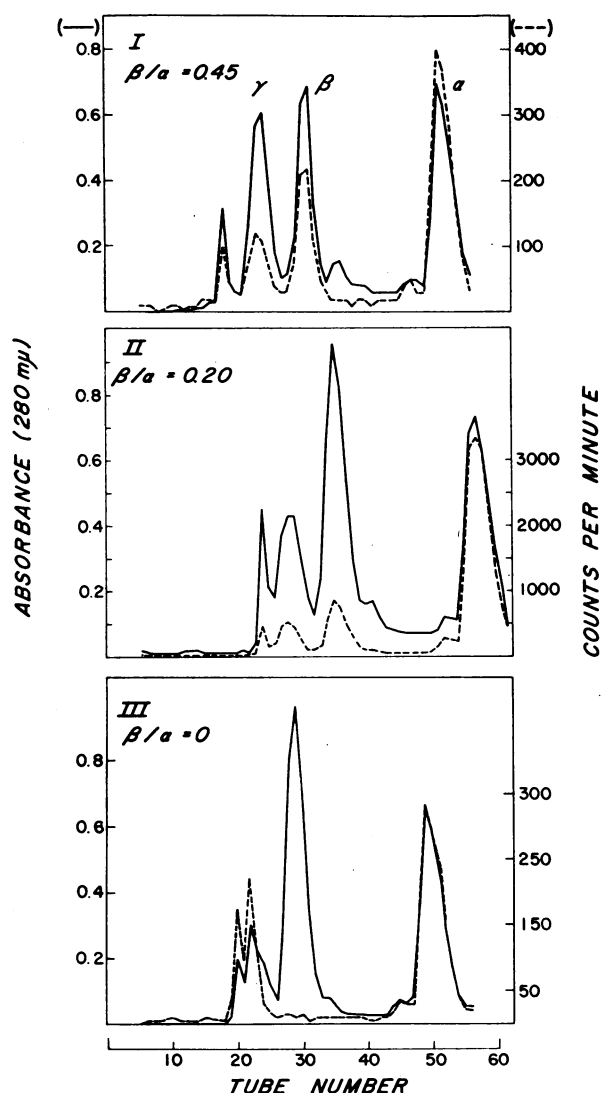 (—) (---)
I
β/α = 0.45
γ β α
0.8
0.6
0.4
0.2
400
300
200
100
II
β/α = 0.20
0.8
0.6
0.4
0.2
3000
2000
1000
III
β/α = 0
0.8
0.6
0.4
0.2
300
250
150
50
ABSORBANCE (280 mμ)
COUNTS PER MINUTE
10 20 30 40 50 60
TUBE NUMBER